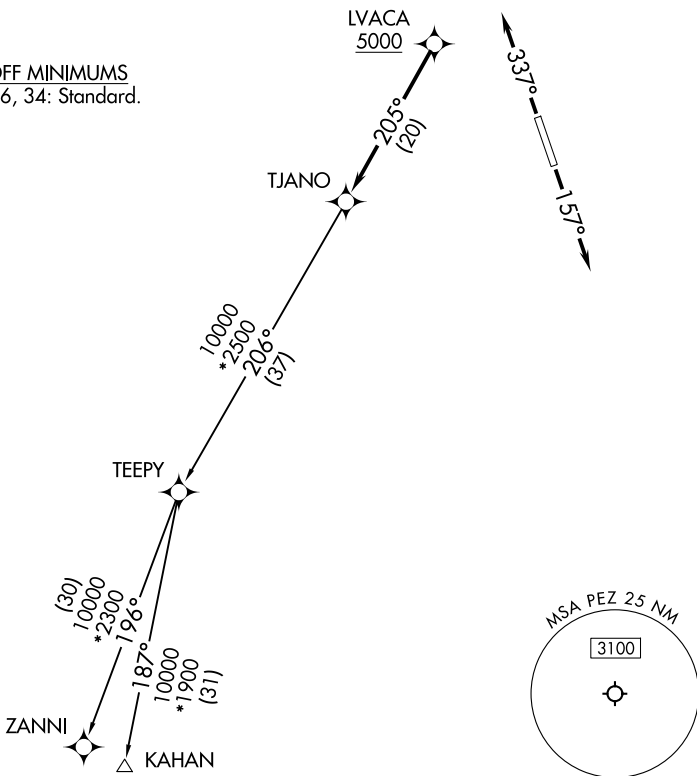 LVACA
5000
FF MINIMUMS
6, 34: Standard.
337°
157°
205°
(20)
TJANO
10000
*2500
206°
(37)
TEEPY
(30)
10000
*2300
196°
187°
10000
*1900
(31)
ZANNI
KAHAN
MSA PEZ 25 NM
3100